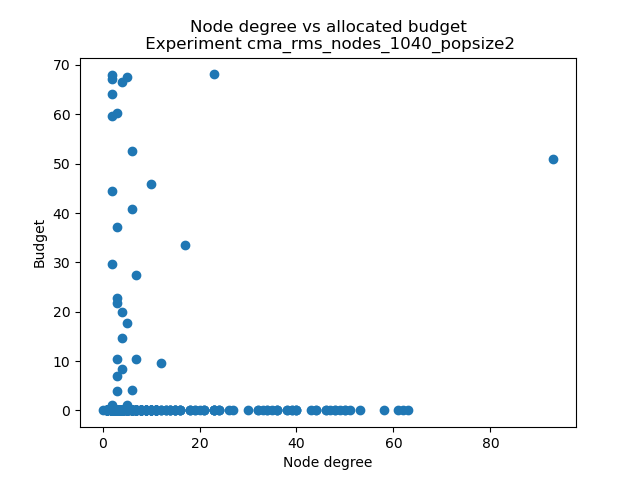 Node degree vs allocated budget
Experiment cma_rms_nodes_1040_popsize2
70
60
50
40
30
20
10
0
Budget
0 20 40 60 80
Node degree